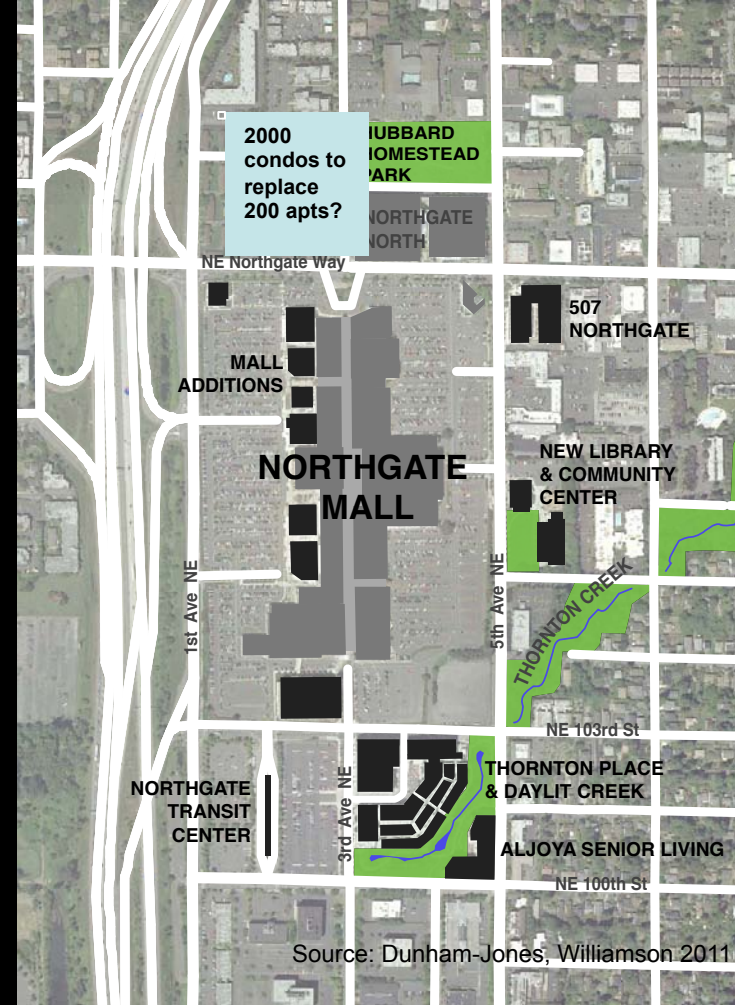 2000
condos to
replace
200 apts?
HUBBARD
HOMESTEAD
PARK
NORTHGATE
NORTH
NE Northgate Way
507
NORTHGATE
MALL
ADDITIONS
NORTHGATE
MALL
NEW LIBRARY
& COMMUNITY
CENTER
1st Ave NE
5th Ave NE
THORNTON CREEK
NE 103rd St
NORTHGATE
TRANSIT
CENTER
3rd Ave NE
THORNTON PLACE
& DAYLIT CREEK
ALJOYA SENIOR LIVING
NE 100th St
Source: Dunham-Jones, Williamson 2011